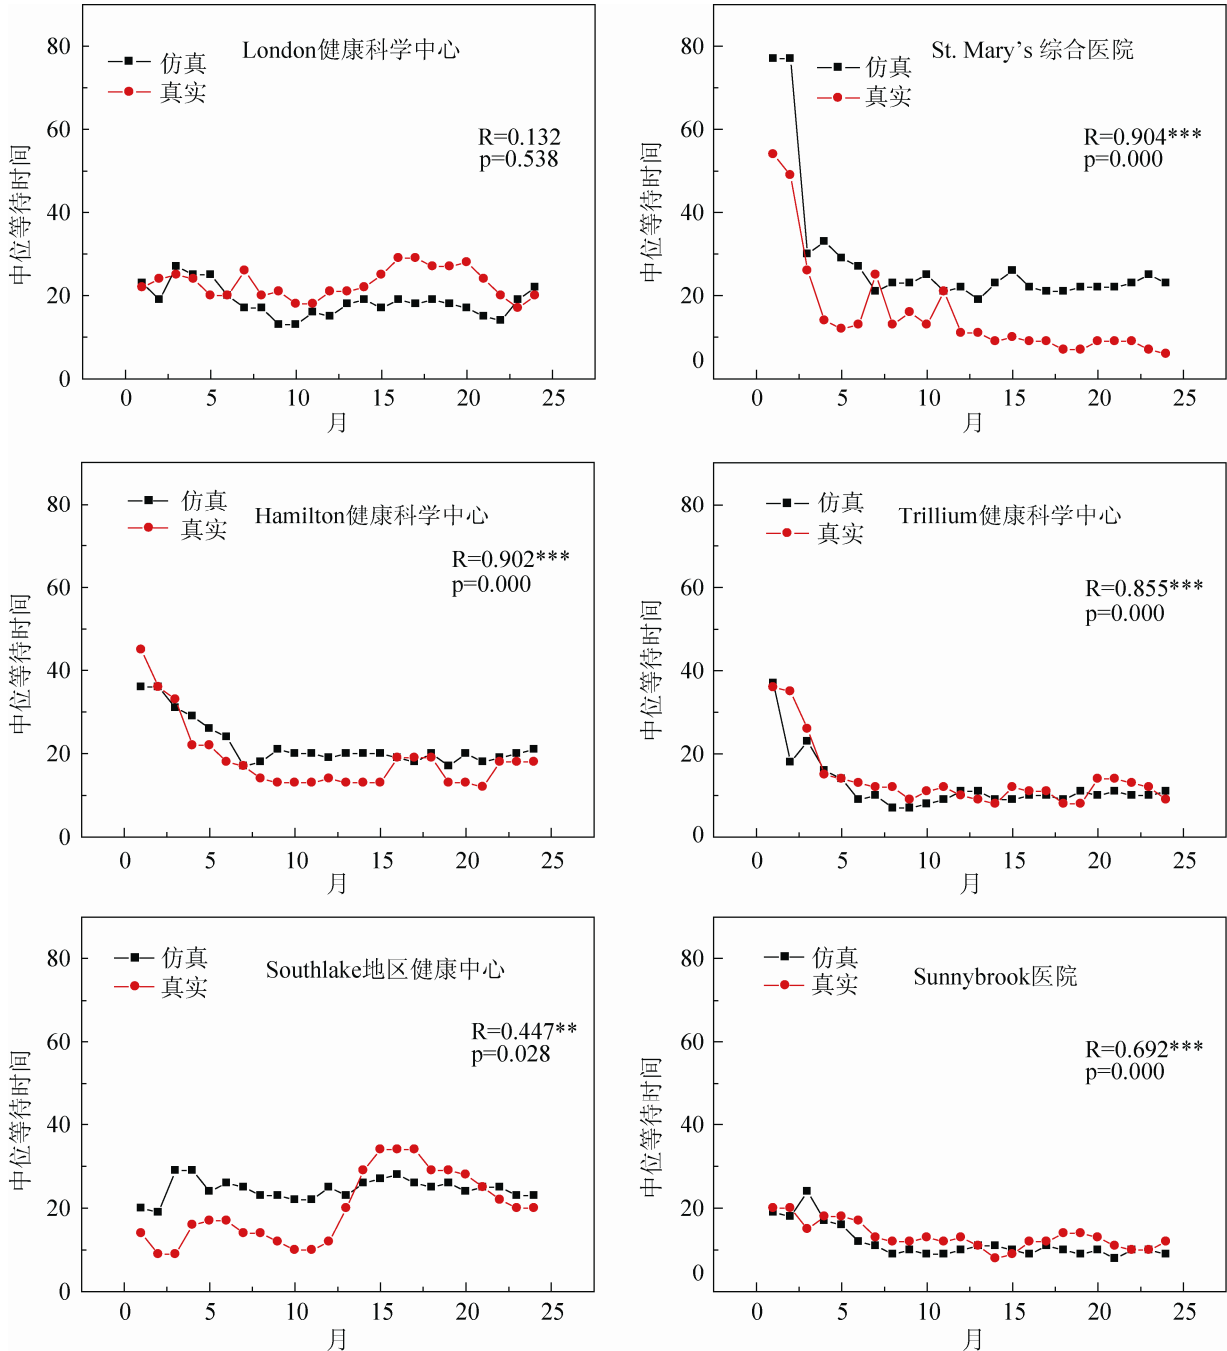 80
60
40
20
0
中位等待时间
仿真
真实
London健康科学中心
R=0.132
p=0.538
0 5 10 15 20 25
月
80
60
40
20
0
中位等待时间
仿真
真实
St. Mary's 综合医院
R=0.904***
p=0.000
0 5 10 15 20 25
月
80
60
40
20
0
中位等待时间
仿真
真实
Hamilton健康科学中心
R=0.902***
p=0.000
0 5 10 15 20 25
月
80
60
40
20
0
中位等待时间
仿真
真实
Trillium健康科学中心
R=0.855***
p=0.000
0 5 10 15 20 25
月
80
60
40
20
0
中位等待时间
仿真
真实
Southlake地区健康中心
R=0.447**
p=0.028
0 5 10 15 20 25
月
80
60
40
20
0
中位等待时间
仿真
真实
Sunnybrook医院
R=0.692***
p=0.000
0 5 10 15 20 25
月